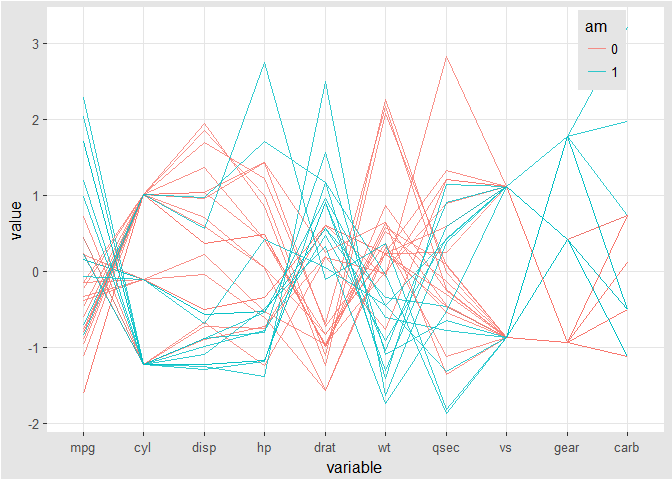 am
0
1
3
2
1
0
-1
-2
value
mpg cyl disp hp drat wt qsec vs gear carb
variable